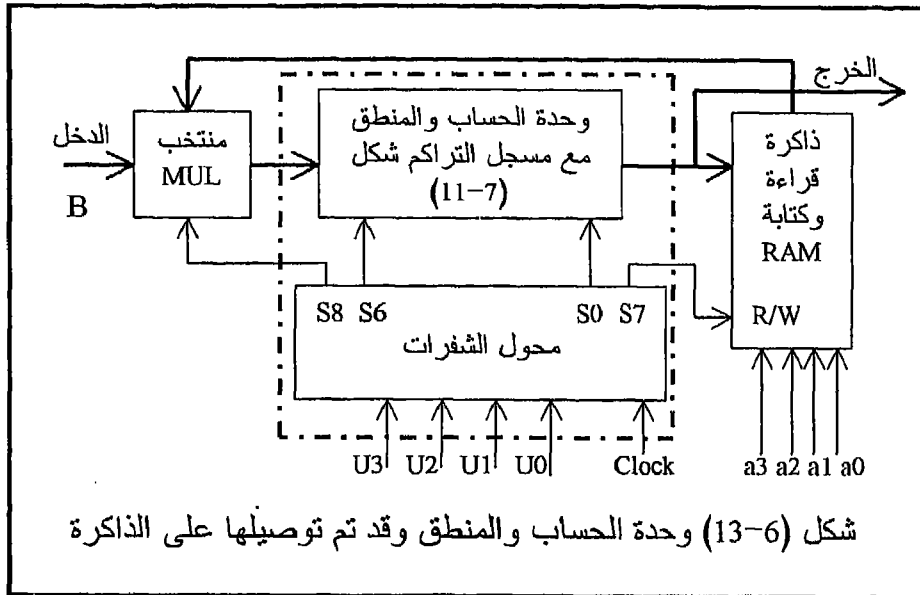 الخرج
الدخل
B
منتخب
MUL
وحدة الحساب والمنطق
مع مسجل التراكم شكل
(11-7)
ذاكرة
قراءة
وكتابة
RAM
R/W
S8 S6 S0 S7
محول الشفرات
U3 U2 U1 U0 Clock a3 a2 a1 a0
شكل (13-6) وحدة الحساب والمنطق وقد تم توصيلها على الذاكرة